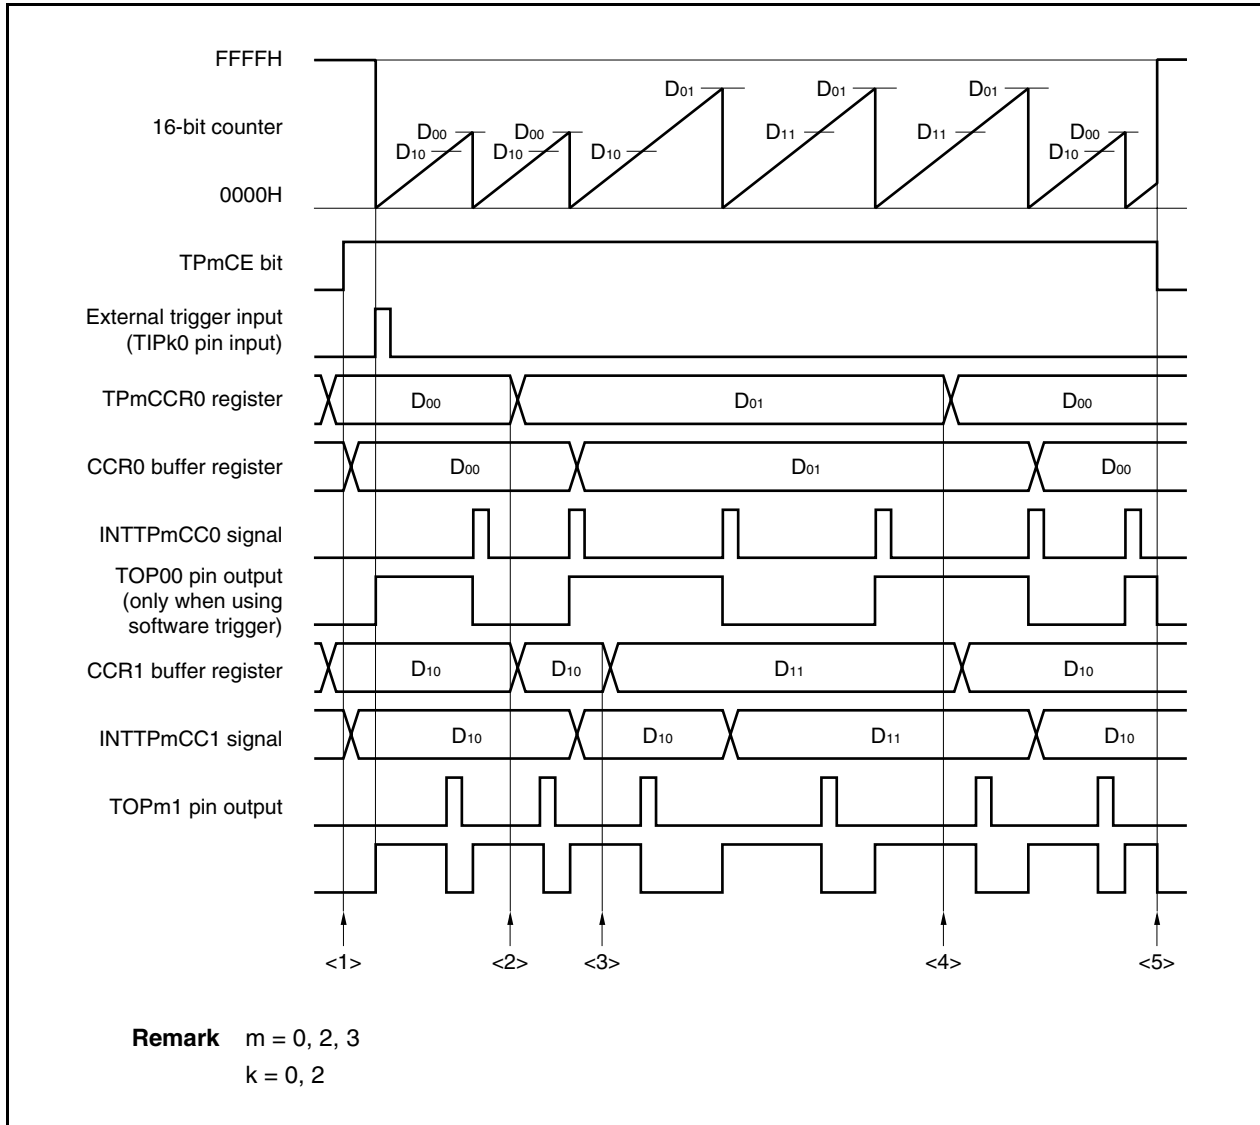 FFFFH
D01 D01 D01
16-bit counter
D00 D00 D11 D11 D00
D10 D10 D10 D10
0000H
TPmCE bit
External trigger input
(TIPk0 pin input)
TPmCCR0 register D00 D01 D00
CCR0 buffer register D00 D01 D00
INTTPmCC0 signal
TOP00 pin output
(only when using
software trigger)
CCR1 buffer register D10 D10 D11 D10
INTTPmCC1 signal D10 D10 D11 D10
TOPm1 pin output
<1> <2> <3> <4> <5>
Remark m = 0, 2, 3
k = 0, 2